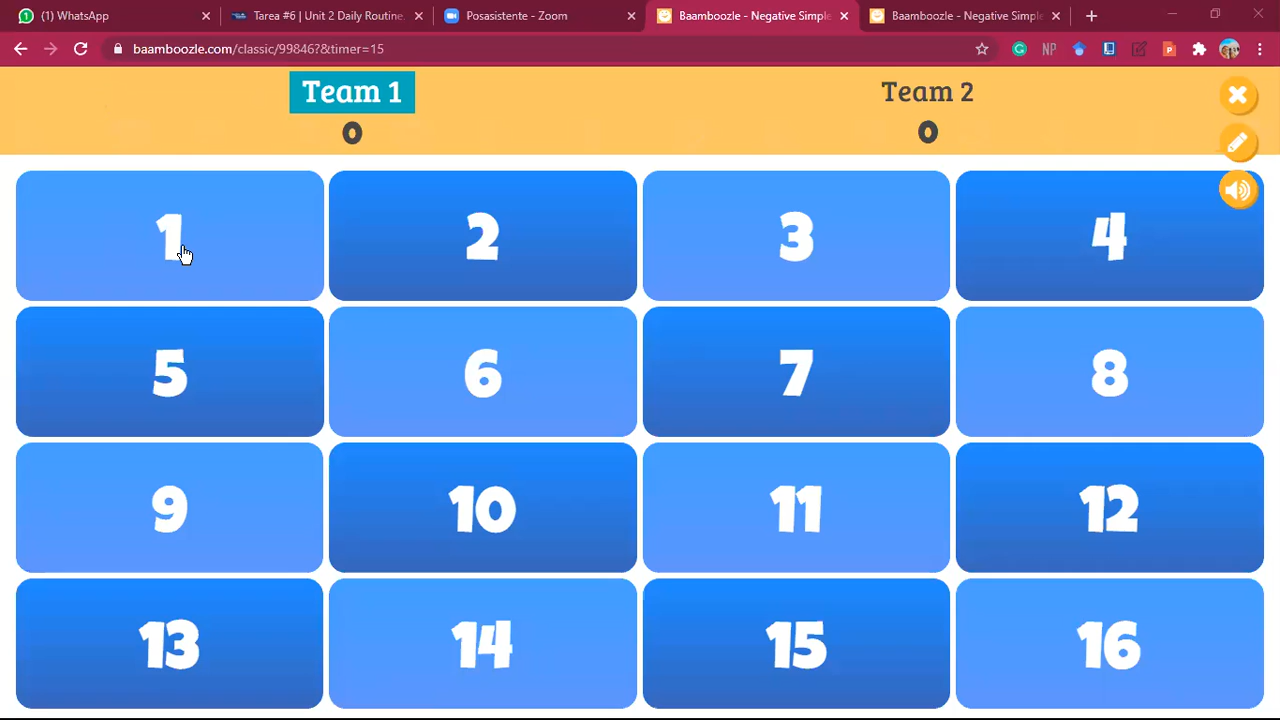 (1) WhatsApp
Tarea #6 | Unit 2 Daily Routine.
Posasistente - Zoom
Baamboozle - Negative Simple
Baamboozle - Negative Simple
baamboozle.com/classic/998467?&timer=15
NP
Team 1
Team 2
0
0
1
2
3
4
5
6
7
8
9
10
11
12
13
14
15
16